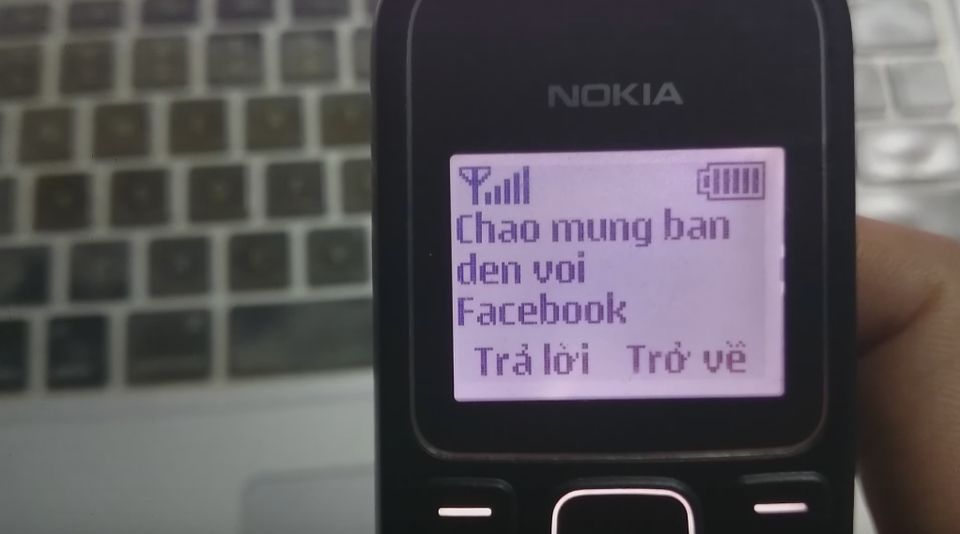 NOKIA
Chao mung ban
den voi
Facebook
Trả lời Trở về